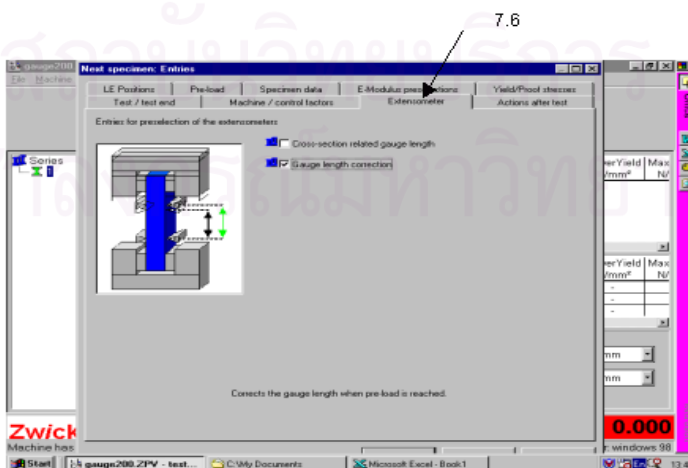 7.6
gauge200.
Next specimen: Entries
File Machine
LE Positions Pre-load Specimen data E-Modulus Yield/Proof stresses
Test / test end Machine / control factors Extensometer Actions after test
Entries for preselection of the extensometers
Cross-section related gauge length
Gauge length correction
Series
1
erYield Max
/mm² N/
erYield Max
/mm² N/
-
-
-
mm
mm
Corrects the gauge length when pre-load is reached.
Zwick
0.000
Machine has
r: windows 98
Start gauge200.ZPV - test... C:\My Documents Microsoft Excel - Book1